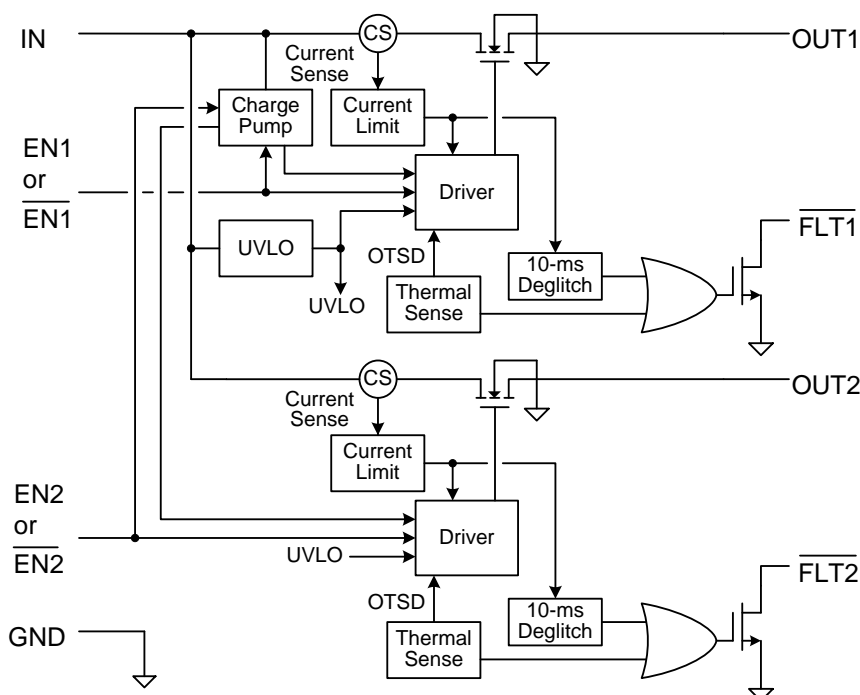 IN
CS
OUT1
Current
Sense
Charge
Pump
Current
Limit
EN1
or
EN1
Driver
FLT1
UVLO
OTSD
10-ms
Deglitch
UVLO
Thermal
Sense
CS
OUT2
Current
Sense
Current
Limit
EN2
or
EN2
Driver
UVLO
FLT2
OTSD
10-ms
Deglitch
GND
Thermal
Sense